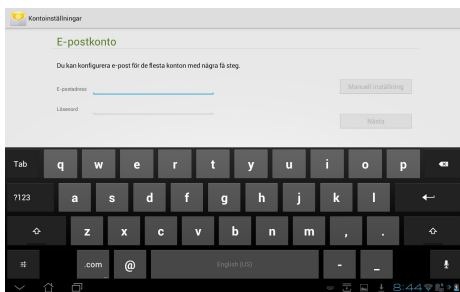 Kontoinställningar
E-postkonto
Du kan konfigurera e-post för de flesta konton med några få steg.
E-postadress
Manuell inställning
Lösenord
Nästa
Tab q w e r t y u i o p
?123 a s d f g h j k l
z x c v b n m , .
.com @ English (US) - _
8:44